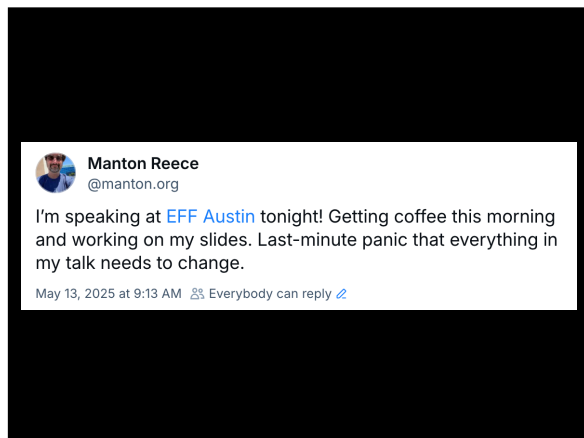 Manton Reece
@manton.org
I’m speaking at EFF Austin tonight! Getting coffee this morning
and working on my slides. Last-minute panic that everything in
my talk needs to change.
May 13, 2025 at 9:13 AM Everybody can reply